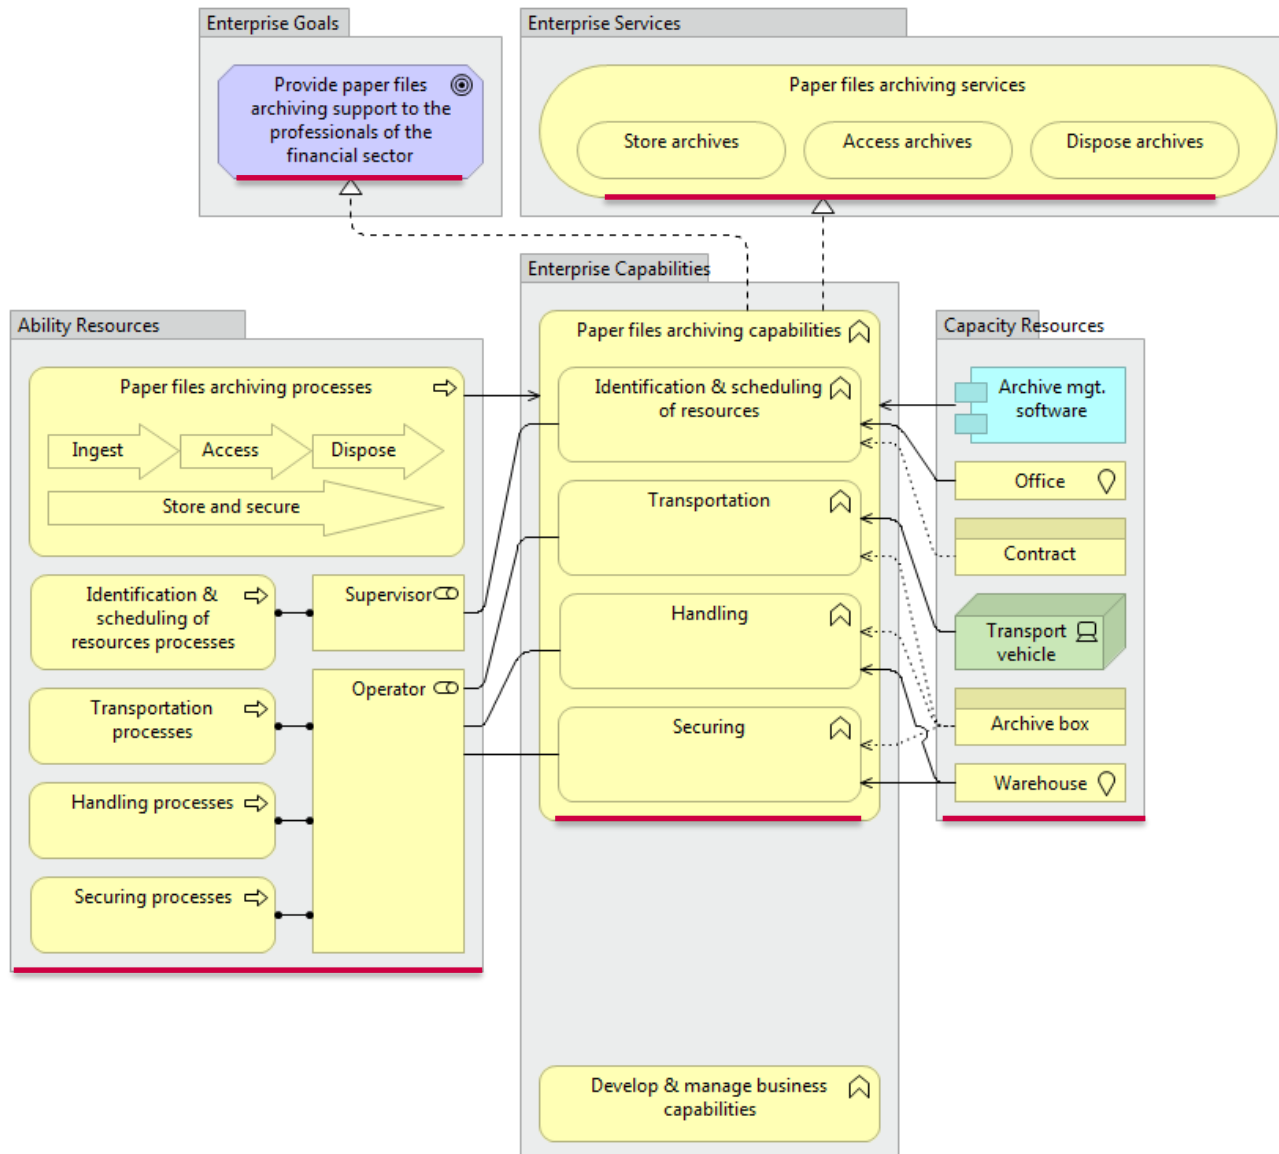 Enterprise Goals
Provide paper files
archiving support to the
professionals of the
financial sector
Enterprise Services
Paper files archiving services
Store archives
Access archives
Dispose archives
Ability Resources
Paper files archiving processes
Ingest
Access
Dispose
Store and secure
Identification &
scheduling of
resources processes
Supervisor
Transportation
processes
Operator
Handling processes
Securing processes
Enterprise Capabilities
Paper files archiving capabilities
Identification & scheduling
of resources
Transportation
Handling
Securing
Develop & manage business
capabilities
Capacity Resources
Archive mgt.
software
Office
Contract
Transport
vehicle
Archive box
Warehouse